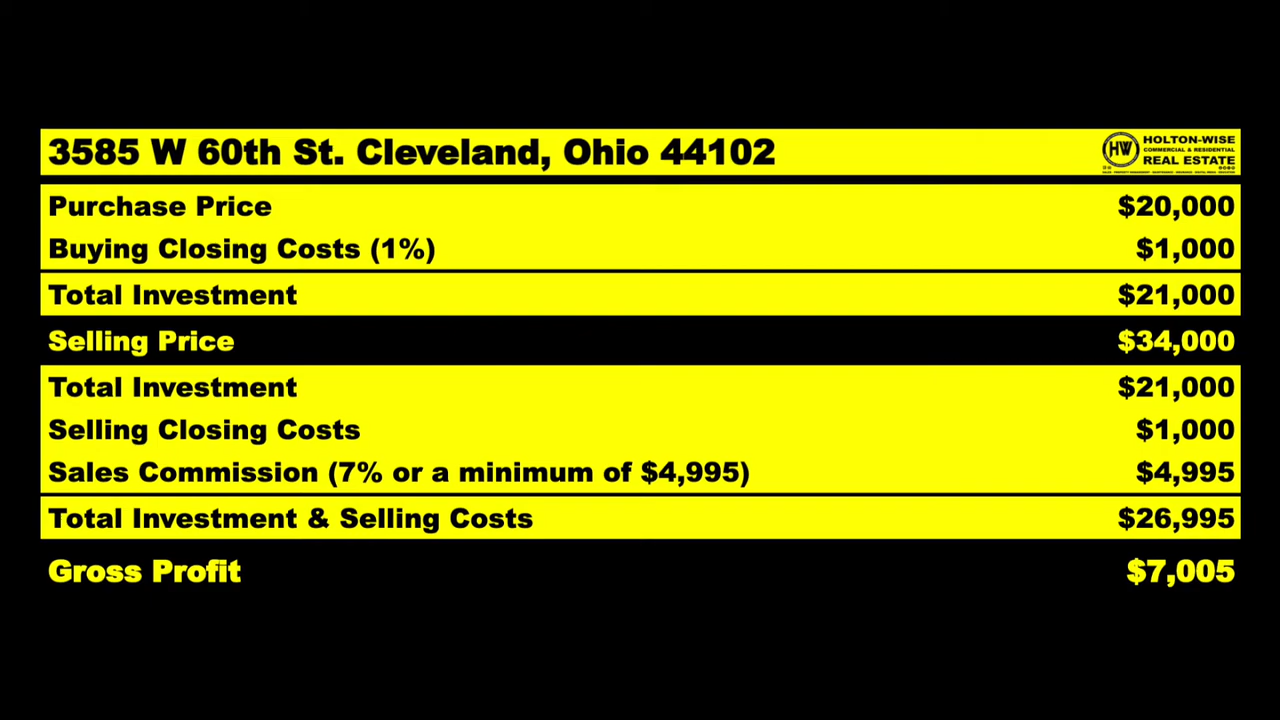 3585 W 60th St. Cleveland, Ohio 44102
HW
HOLTON-WISE
COMMERCIAL & RESIDENTIAL
REAL ESTATE
Purchase Price $20,000
Buying Closing Costs (1%) $1,000
Total Investment $21,000
Selling Price $34,000
Total Investment $21,000
Selling Closing Costs $1,000
Sales Commission (7% or a minimum of $4,995) $4,995
Total Investment & Selling Costs $26,995
Gross Profit $7,005